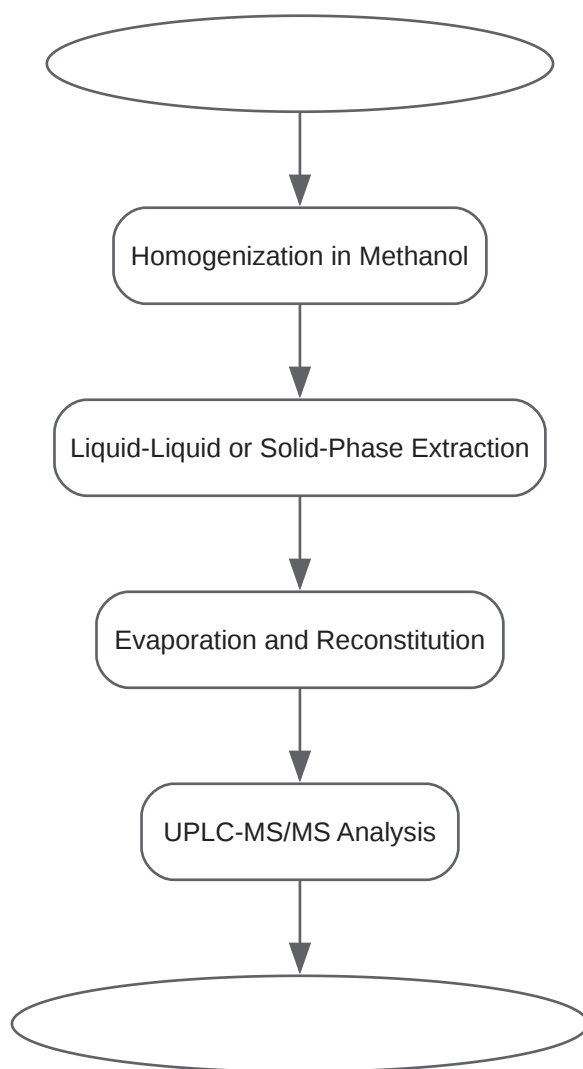 Homogenization in Methanol
Liquid-Liquid or Solid-Phase Extraction
Evaporation and Reconstitution
UPLC-MS/MS Analysis